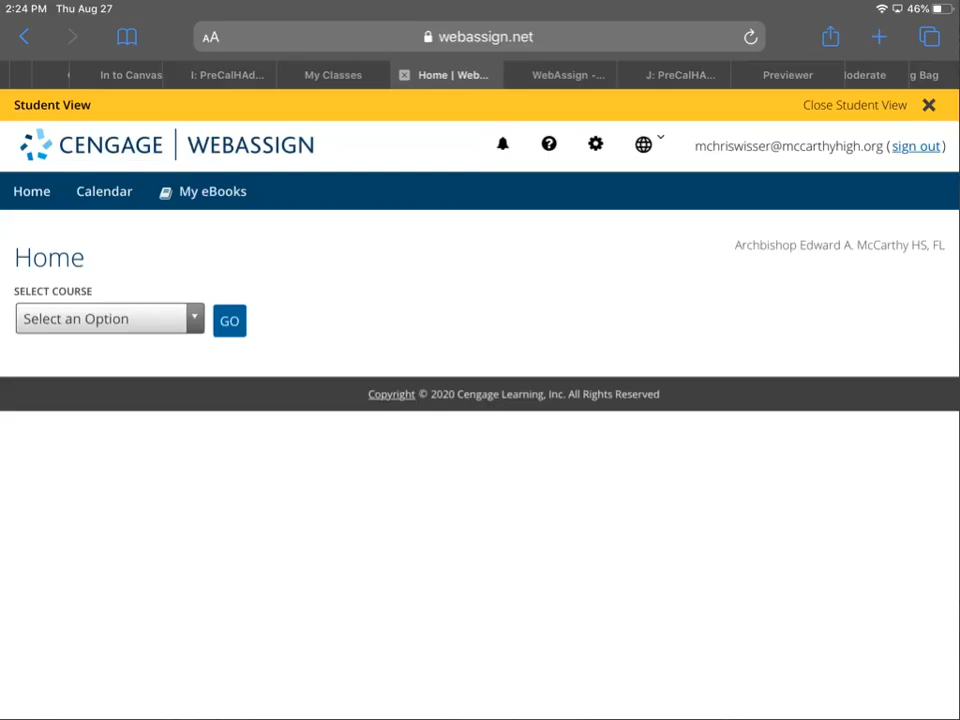 2:24 PM Thu Aug 27
46%
AA
webassign.net
In to Canvas
I: PreCalHAd...
My Classes
Home | Web...
WebAssign -...
J: PreCalHA...
Previewer
loderate
g Bag
Student View
Close Student View
CENGAGE | WEBASSIGN
mchriswisser@mccarthyhigh.org (sign out)
Home
Calendar
My eBooks
Archbishop Edward A. McCarthy HS, FL
Home
SELECT COURSE
Select an Option
GO
Copyright © 2020 Cengage Learning, Inc. All Rights Reserved